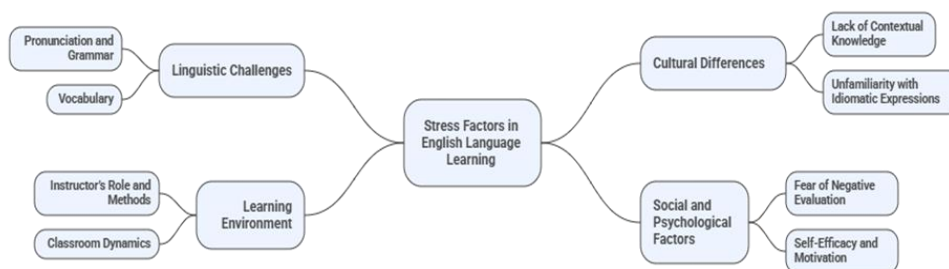 Pronunciation and
Grammar
Vocabulary
Linguistic Challenges
Instructor's Role and
Methods
Classroom Dynamics
Learning
Environment
Stress Factors in
English Language
Learning
Cultural Differences
Lack of Contextual
Knowledge
Unfamiliarity with
Idiomatic Expressions
Social and
Psychological
Factors
Fear of Negative
Evaluation
Self-Efficacy and
Motivation